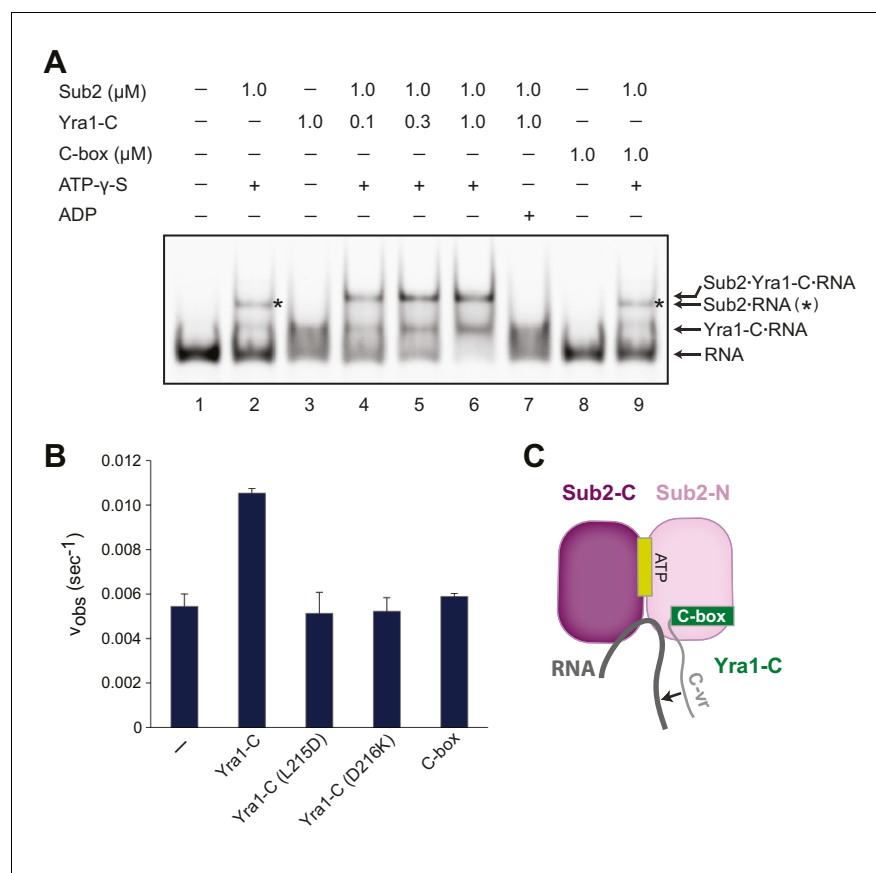 A
Sub2 (μM) – 1.0 – 1.0 1.0 1.0 1.0 – 1.0
Yra1-C – – 1.0 0.1 0.3 1.0 1.0 – –
C-box (μM) – – – – – – – 1.0 1.0
ATP-γ-S – + – + + + – – +
ADP – – – – – – + – –
Sub2·Yra1-C·RNA
* * Sub2·RNA (*)
Yra1-C·RNA
RNA
1 2 3 4 5 6 7 8 9
B
0.012
0.010
0.008
0.006
0.004
0.002
0
vobs (sec-1)
–
Yra1-C
Yra1-C (L215D)
Yra1-C (D216K)
C-box
C
Sub2-C Sub2-N
ATP
C-box
RNA
Yra1-C
C-vr